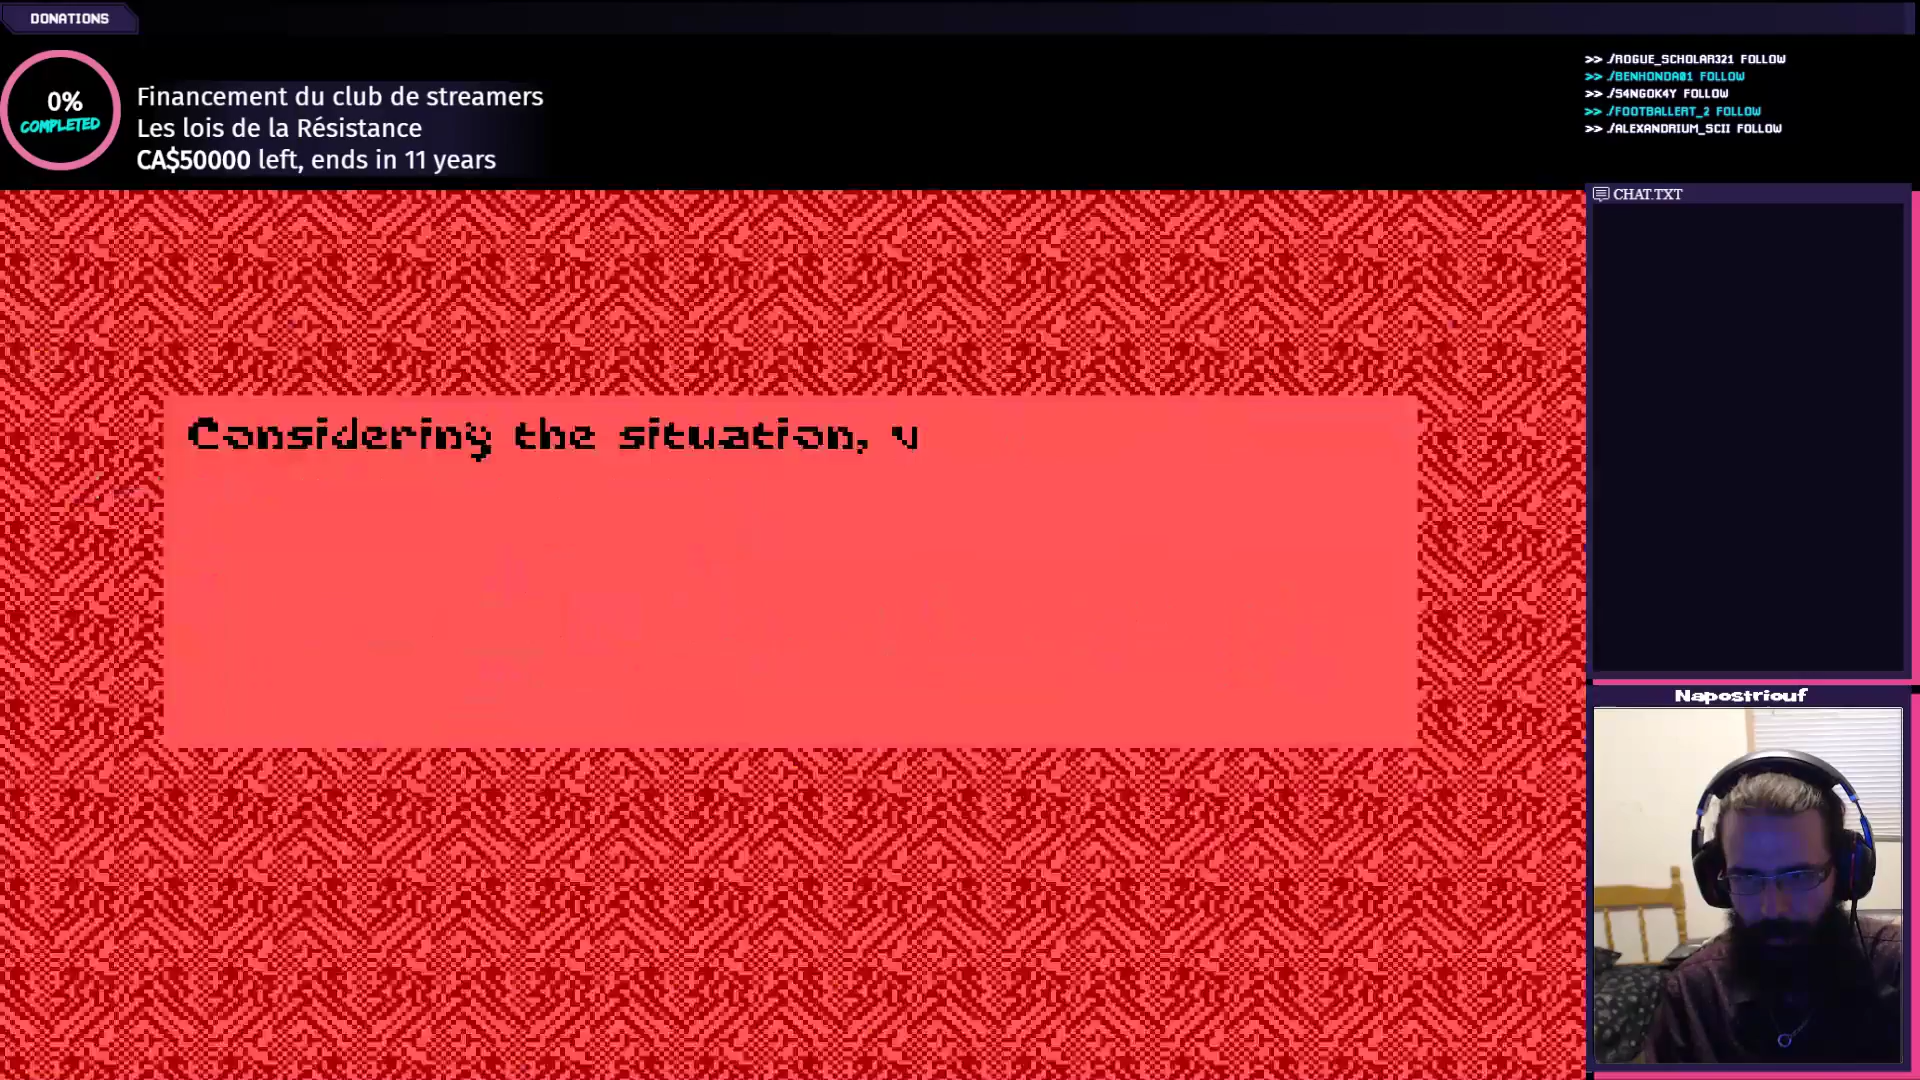 DONATIONS
0%
COMPLETED
Financement du club de streamers
Les lois de la Résistance
CA$50000 left, ends in 11 years
>> ./ROGUE_SCHOLAR321 FOLLOW
>> ./BENHONDA01 FOLLOW
>> ./S4NGOK4Y FOLLOW
>> ./FOOTBALLERT_2 FOLLOW
>> ./ALEXANDRIUM_SCII FOLLOW
CHAT.TXT
Considering the situation, v
Napostriouf